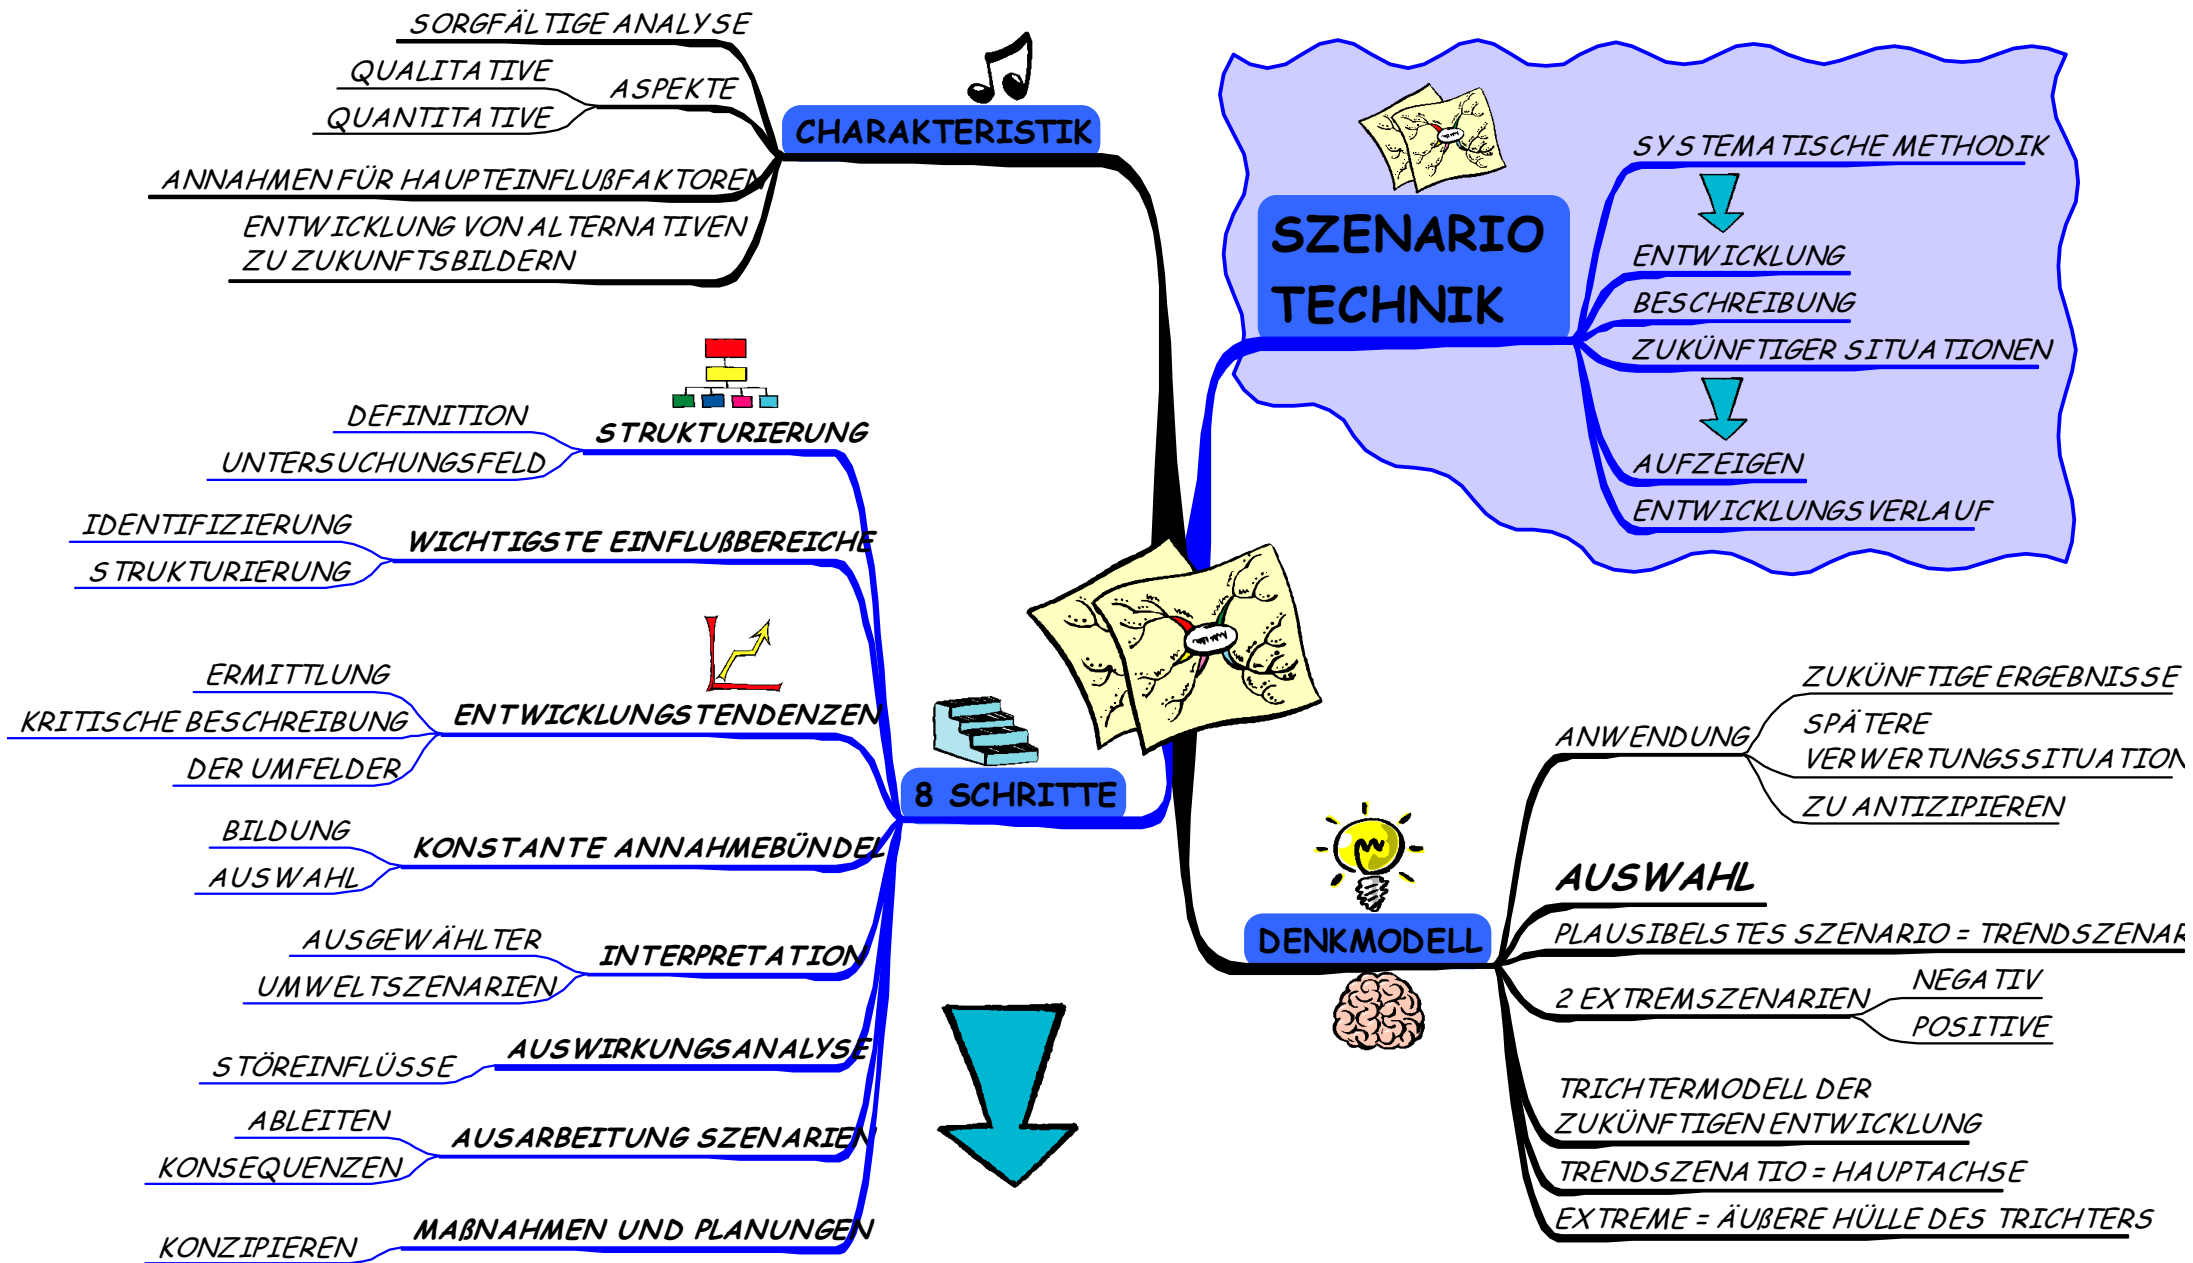 SORGFÄLTIGE ANALYSE
QUALITATIVE
QUANTITATIVE
ASPEKTE
ANNAHMEN FÜR HAUPTEINFLUßFAKTOREN
ENTWICKLUNG VON ALTERNATIVEN
ZU ZUKUNFTSBILDERN
CHARAKTERISTIK
SZENARIO
TECHNIK
SYSTEMATISCHE METHODIK
ENTWICKLUNG
BESCHREIBUNG
ZUKÜNFTIGER SITUATIONEN
AUFZEIGEN
ENTWICKLUNGSVERLAUF
8 SCHRITTE
STRUKTURIERUNG
DEFINITION
UNTERSUCHUNGSFELD
WICHTIGSTE EINFLUßBEREICHE
IDENTIFIZIERUNG
STRUKTURIERUNG
ENTWICKLUNGSTENDENZEN
ERMITTLUNG
KRITISCHE BESCHREIBUNG
DER UMFELDER
KONSTANTE ANNAHMEBÜNDEL
BILDUNG
AUSWAHL
INTERPRETATION
AUSGEWÄHLTER
UMWELTSZENARIEN
AUSWIRKUNGSANALYSE
STÖREINFLÜSSE
AUSARBEITUNG SZENARIEN
ABLEITEN
KONSEQUENZEN
MAßNAHMEN UND PLANUNGEN
KONZIPIEREN
DENKMODELL
ANWENDUNG
ZUKÜNFTIGE ERGEBNISSE
SPÄTERE
VERWERTUNGSSITUATION
ZU ANTIZIPIEREN
AUSWAHL
PLAUSIBELSTES SZENARIO = TRENDSZENAR
2 EXTREMSZENARIEN
NEGATIV
POSITIVE
TRICHTERMODELL DER
ZUKÜNFTIGEN ENTWICKLUNG
TRENDSZENATIO = HAUPTACHSE
EXTREME = ÄUßERE HÜLLE DES TRICHTERS